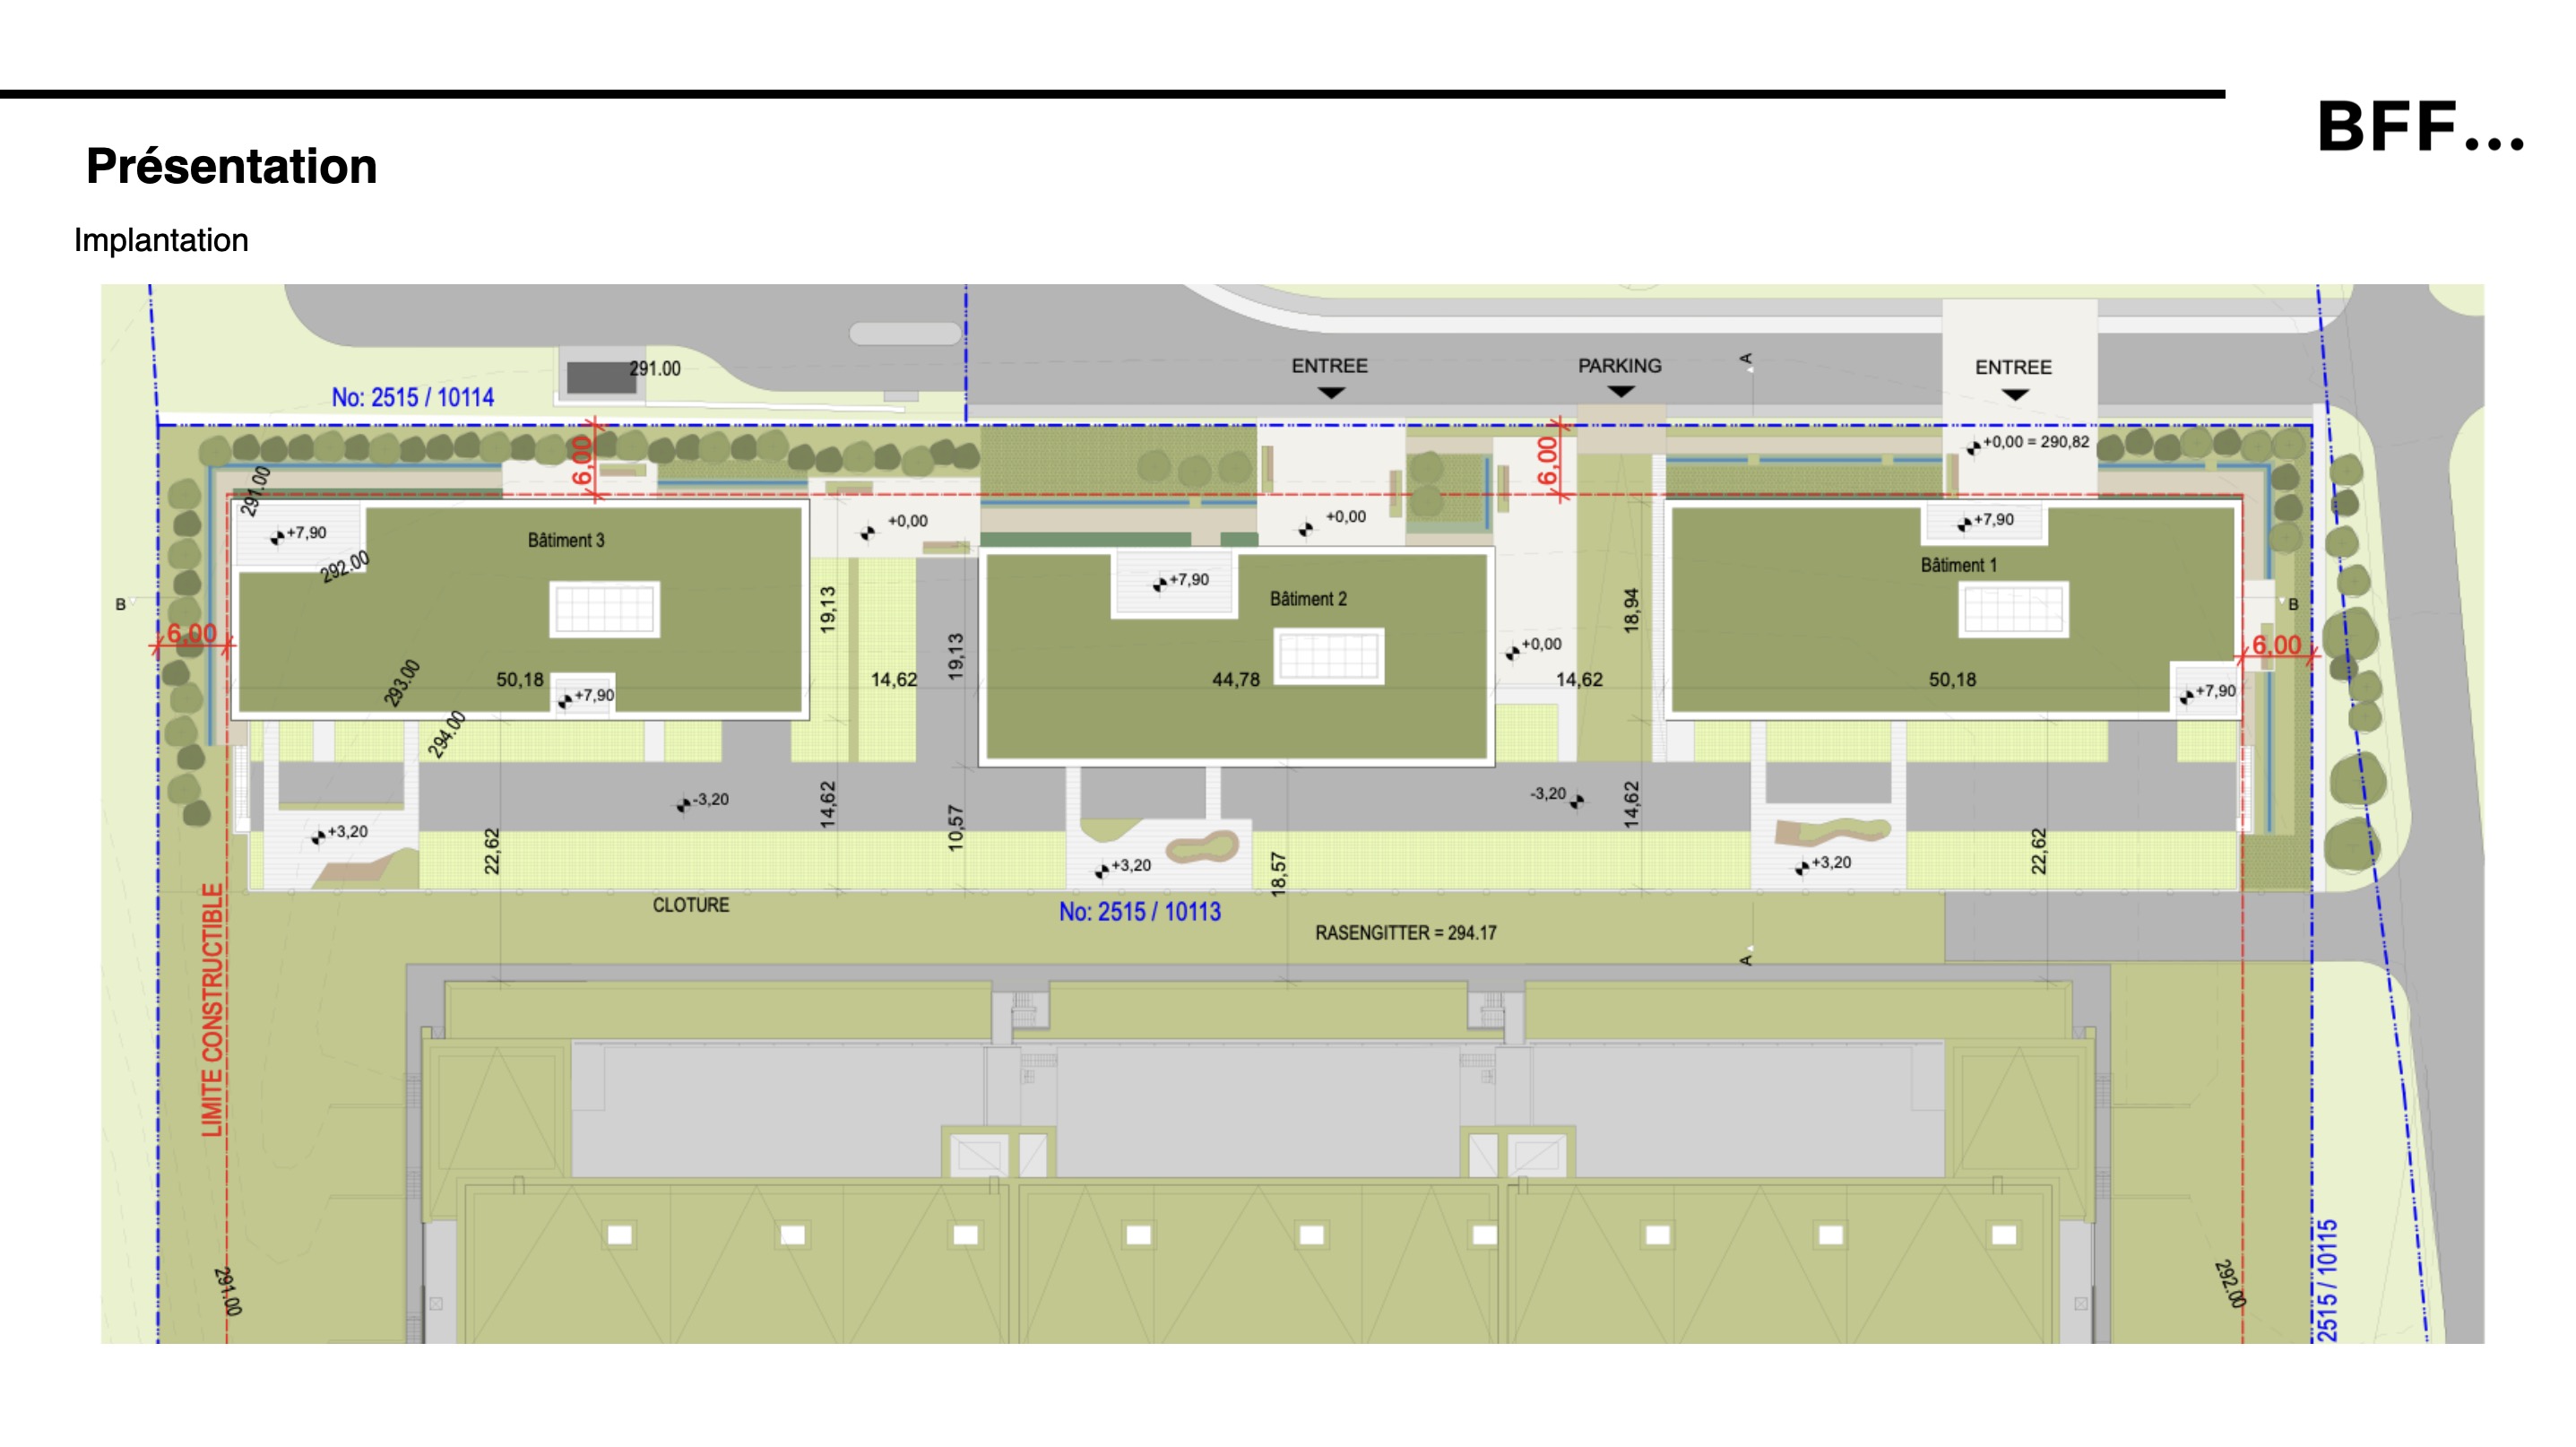 BFF...
Présentation
Implantation
291.00
ENTREE
PARKING
A
ENTREE
No: 2515 / 10114
6,00
6,00
+0,00 = 290,82
291.00
+7,90
Bâtiment 3
+0,00
+0,00
+7,90
292.00
+7,90
Bâtiment 2
Bâtiment 1
B
19,13
18,94
B
6,00
19,13
+0,00
6,00
293.00
50,18
+7,90
14,62
44,78
14,62
50,18
+7,90
294.00
-3,20
14,62
-3,20
14,62
+3,20
22,62
10,57
+3,20
18,57
+3,20
22,62
CLOTURE
No: 2515 / 10113
RASENGITTER = 294.17
A
LIMITE CONSTRUCTIBLE
291.00
292.00
2515 / 10115